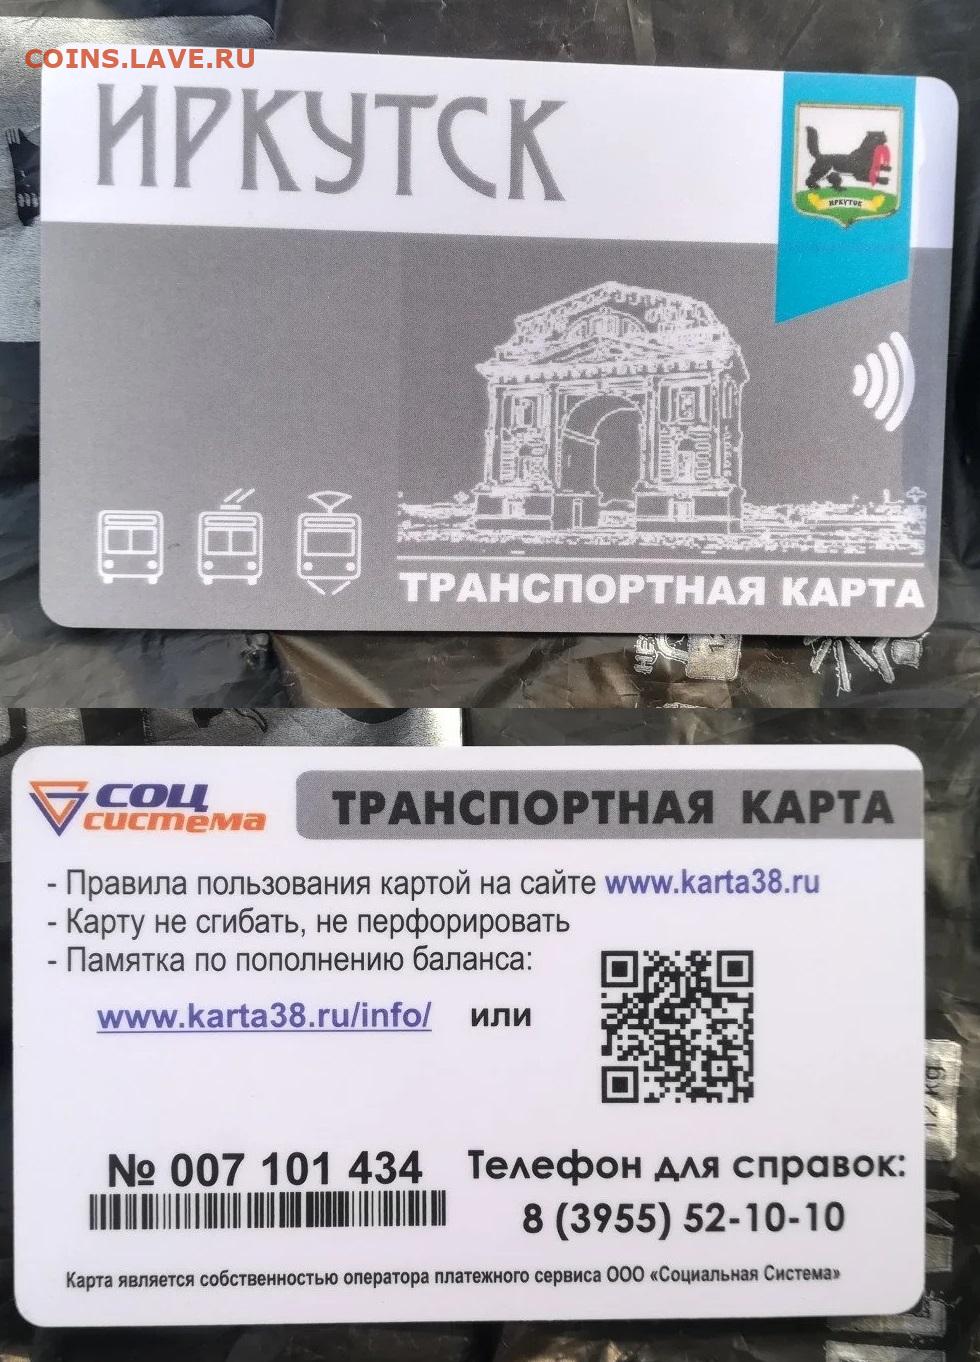 COINS.LAVE.RU
ИРКУТСК
ИРКУТСК
ТРАНСПОРТНАЯ КАРТА
СОЦ
система
ТРАНСПОРТНАЯ КАРТА
- Правила пользования картой на сайте www.karta38.ru
- Карту не сгибать, не перфорировать
- Памятка по пополнению баланса:
www.karta38.ru/info/ или
№ 007 101 434
Телефон для справок:
8 (3955) 52-10-10
Карта является собственностью оператора платежного сервиса ООО «Социальная Система»